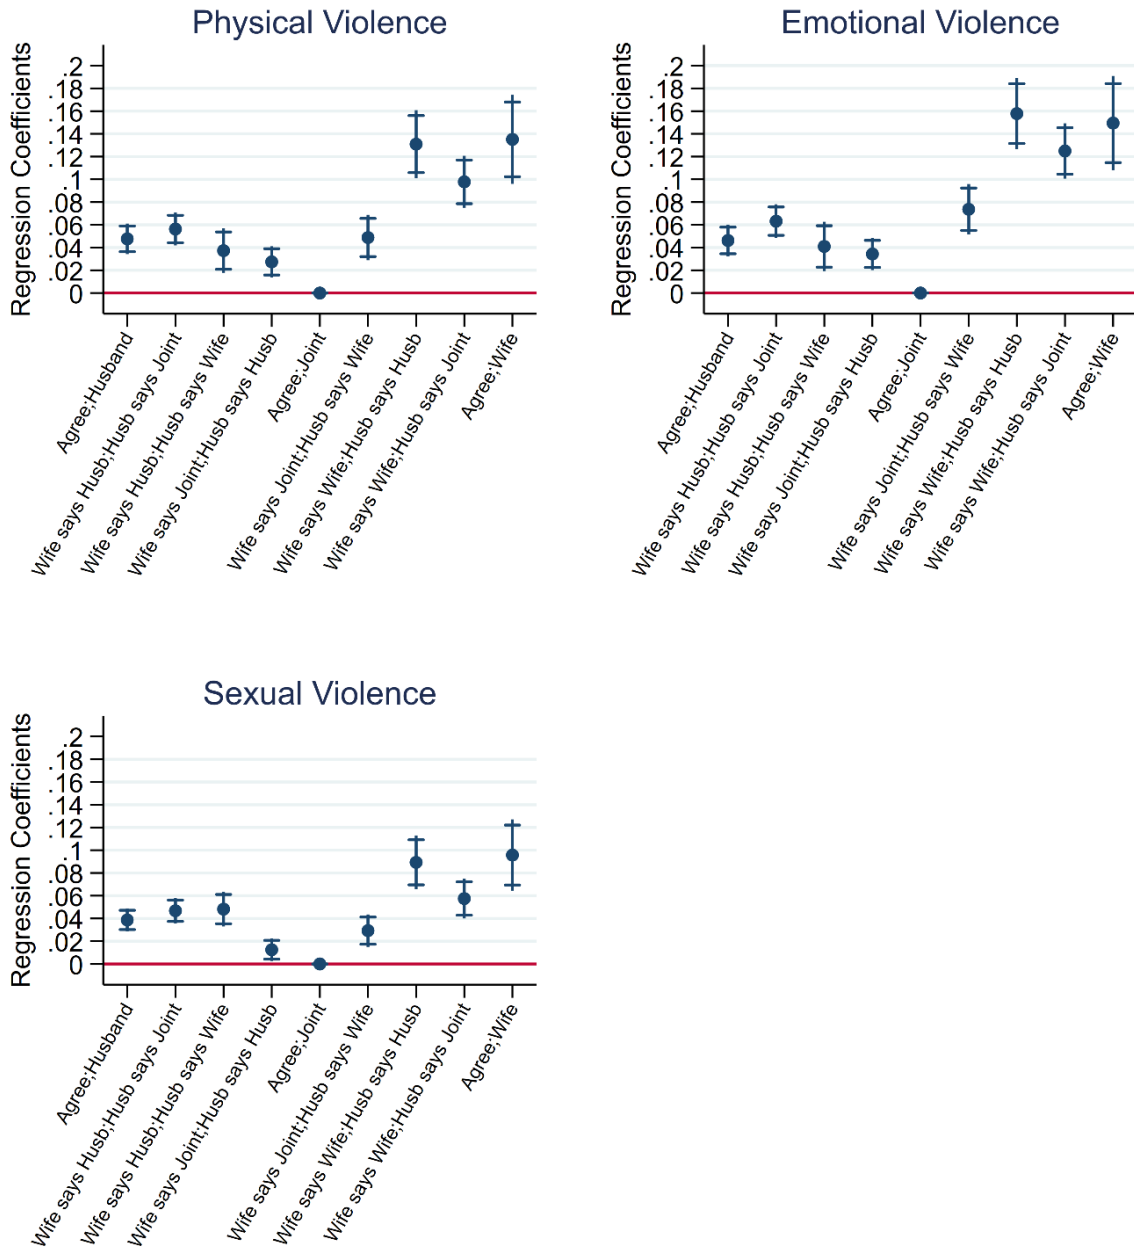 Physical Violence
Regression Coefficients
.2
.18
.16
.14
.12
.1
.08
.06
.04
.02
0
Agree;Husband
Wife says Husb;Husb says Joint
Wife says Husb;Husb says Wife
Wife says Joint;Husb says Husb
Agree;Joint
Wife says Joint;Husb says Wife
Wife says Wife;Husb says Husb
Wife says Wife;Husb says Joint
Agree;Wife
Emotional Violence
Regression Coefficients
.2
.18
.16
.14
.12
.1
.08
.06
.04
.02
0
Agree;Husband
Wife says Husb;Husb says Joint
Wife says Husb;Husb says Wife
Wife says Joint;Husb says Husb
Agree;Joint
Wife says Joint;Husb says Wife
Wife says Wife;Husb says Husb
Wife says Wife;Husb says Joint
Agree;Wife
Sexual Violence
Regression Coefficients
.2
.18
.16
.14
.12
.1
.08
.06
.04
.02
0
Agree;Husband
Wife says Husb;Husb says Joint
Wife says Husb;Husb says Wife
Wife says Joint;Husb says Husb
Agree;Joint
Wife says Joint;Husb says Wife
Wife says Wife;Husb says Husb
Wife says Wife;Husb says Joint
Agree;Wife